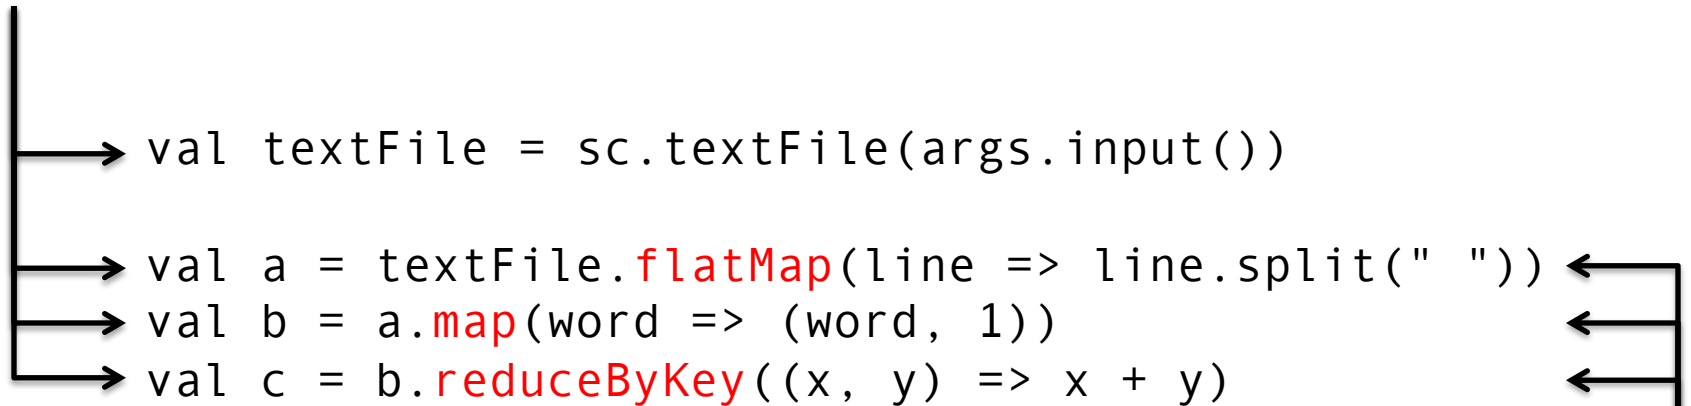 val textFile = sc.textFile(args.input())
val a = textFile.flatMap(line => line.split(" "))
val b = a.map(word => (word, 1))
val c = b.reduceByKey((x, y) => x + y)